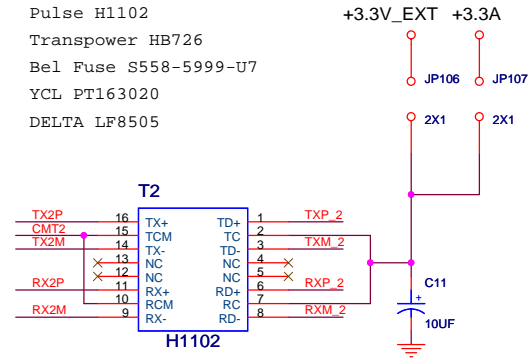 Pulse H1102
Transpower HB726
Bel Fuse S558-5999-U7
YCL PT163020
DELTA LF8505
+3.3V_EXT +3.3A
JP106 JP107
2X1 2X1
T2
TX2P 16 TX+ TD+ 1 TXP_2
CMT2 15 TCM TC 2
TX2M 14 TX- TD- 3 TXM_2
13 NC NC 4
12 NC NC 5
RX2P 11 RX+ RD+ 6 RXP_2
10 RCM RC 7
RX2M 9 RX- RD- 8 RXM_2
H1102
C11
+
10UF